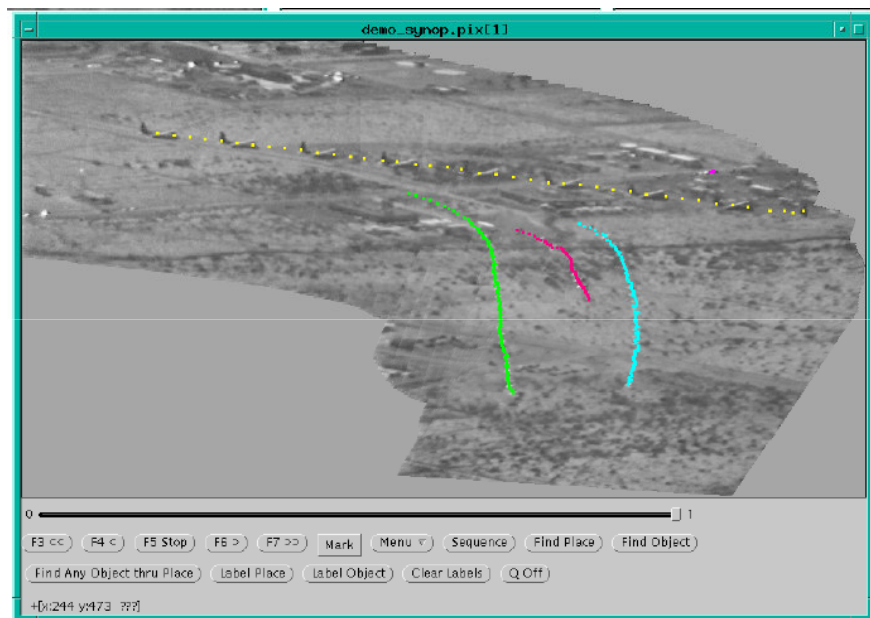 demo_synop.pix[1]
0 1
F3 << F4 < F5 Stop F6 > F7 >> Mark Menu Sequence Find Place Find Object
Find Any Object thru Place Label Place Label Object Clear Labels Q Off
+[x:244 y:473 ???]